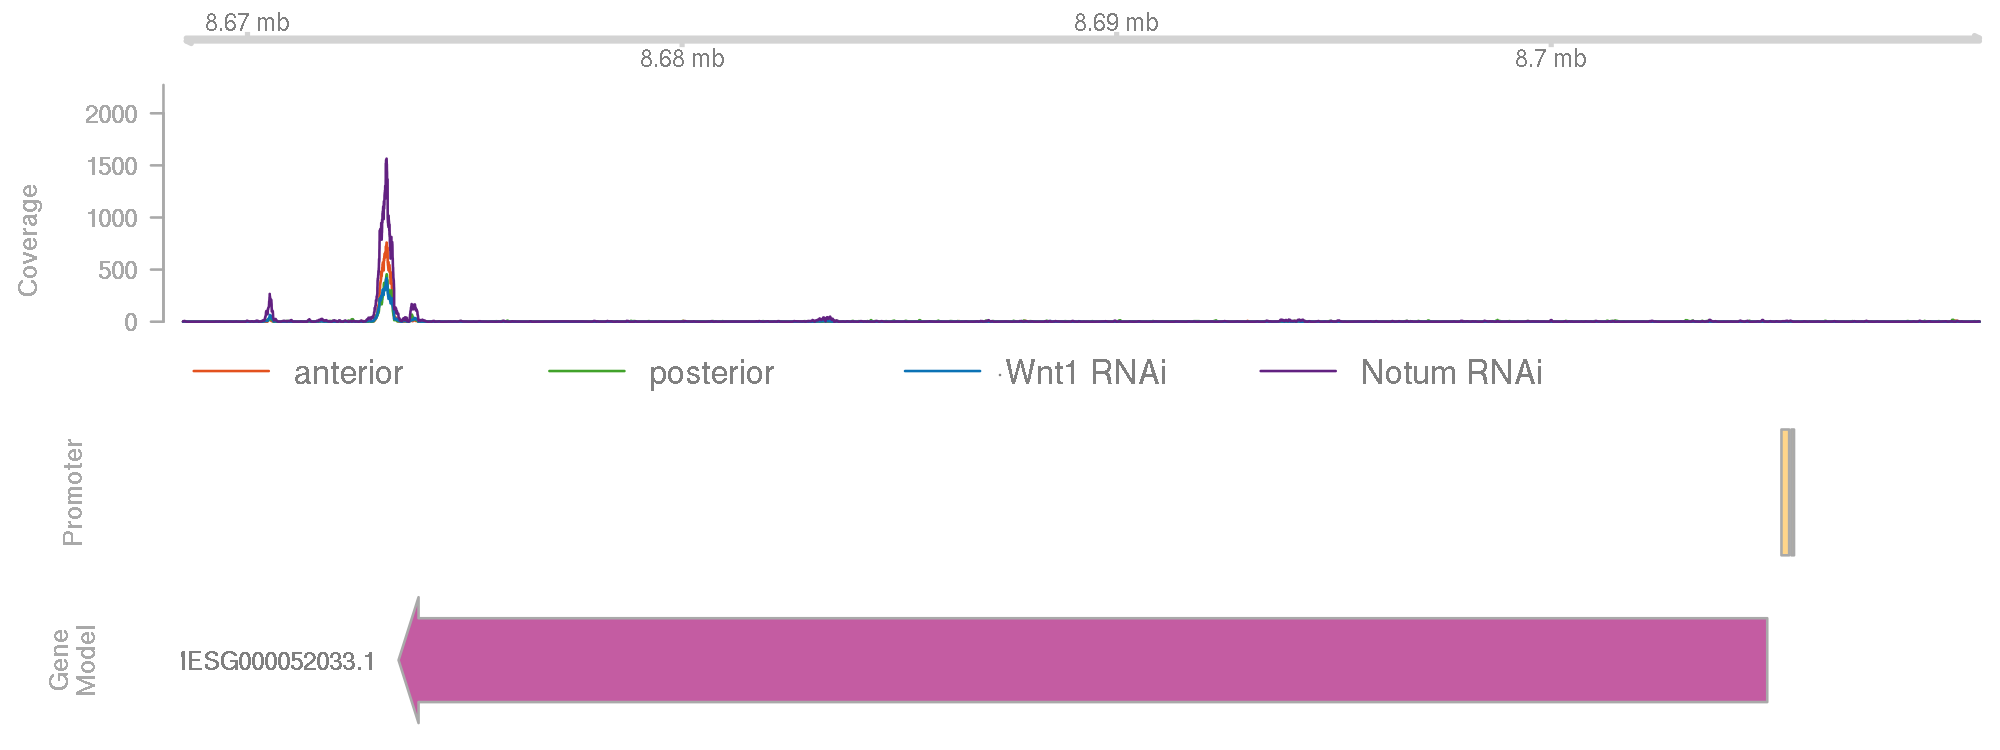 8.67 mb
8.69 mb
8.68 mb
8.7 mb
Coverage
2000
1500
1000
500
0
anterior
posterior
Wnt1 RNAi
Notum RNAi
Promoter
Gene
Model
IESG000052033.1